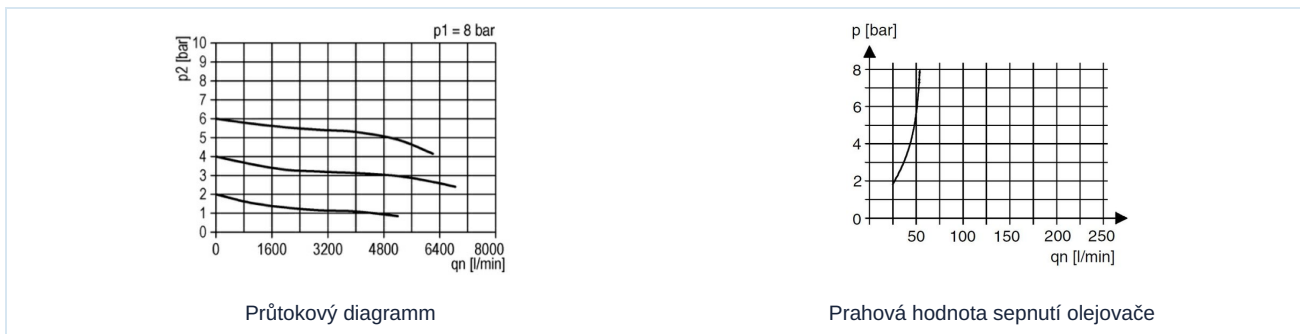 p1 = 8 bar
p2 [bar]
10
9
8
7
6
5
4
3
2
1
0
0 1600 3200 4800 6400 8000
qn [l/min]
Průtokový diagramm
p [bar]
8
6
4
2
0
50 100 150 200 250
qn [l/min]
Prahová hodnota sepnutí olejovače